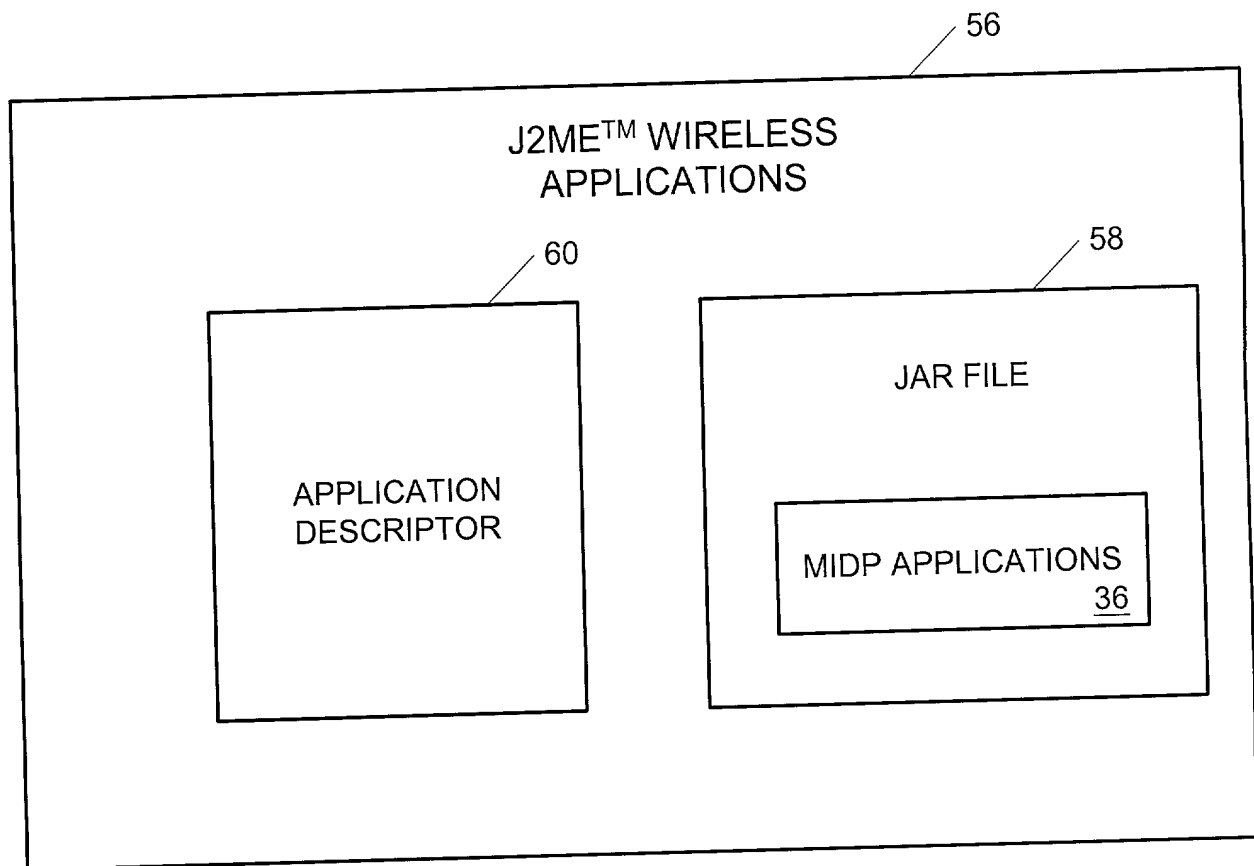 56
J2ME™ WIRELESS
APPLICATIONS
60
58
JAR FILE
APPLICATION
DESCRIPTOR
MIDP APPLICATIONS
36